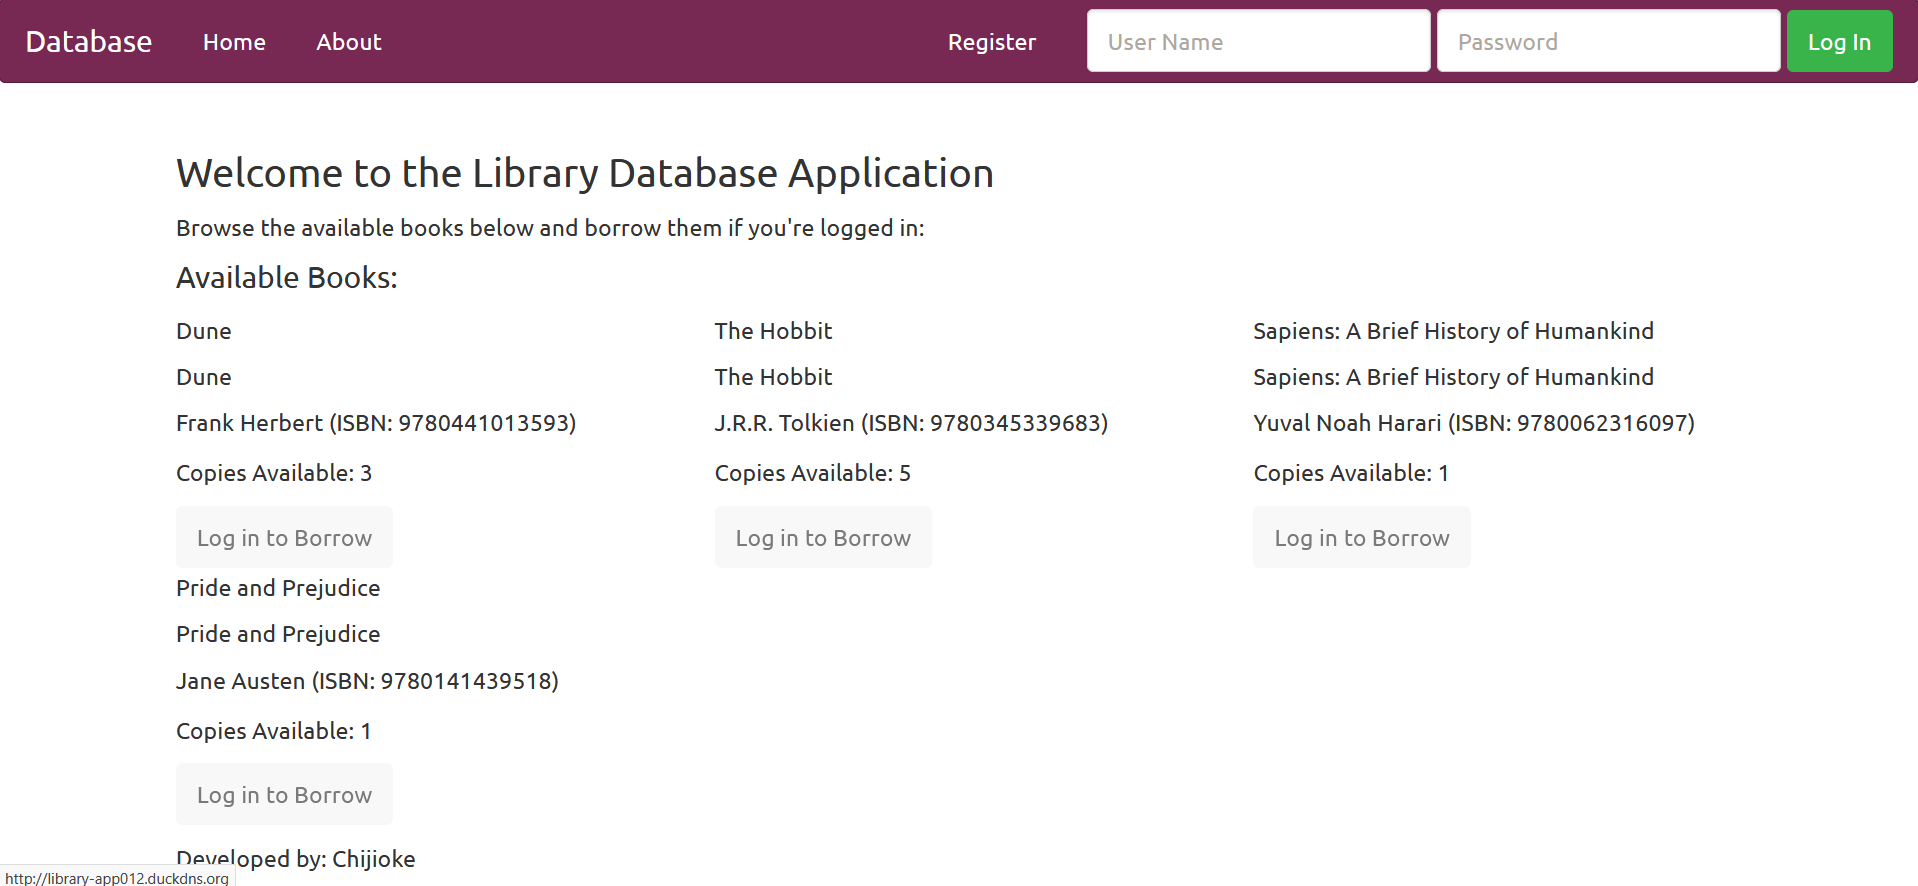 Database Home About Register User Name Password Log In
Welcome to the Library Database Application
Browse the available books below and borrow them if you're logged in:
Available Books:
Dune
Dune
Frank Herbert (ISBN: 9780441013593)
Copies Available: 3
Log in to Borrow
The Hobbit
The Hobbit
J.R.R. Tolkien (ISBN: 9780345339683)
Copies Available: 5
Log in to Borrow
Sapiens: A Brief History of Humankind
Sapiens: A Brief History of Humankind
Yuval Noah Harari (ISBN: 9780062316097)
Copies Available: 1
Log in to Borrow
Pride and Prejudice
Pride and Prejudice
Jane Austen (ISBN: 9780141439518)
Copies Available: 1
Log in to Borrow
Developed by: Chijioke
http://library-app012.duckdns.org